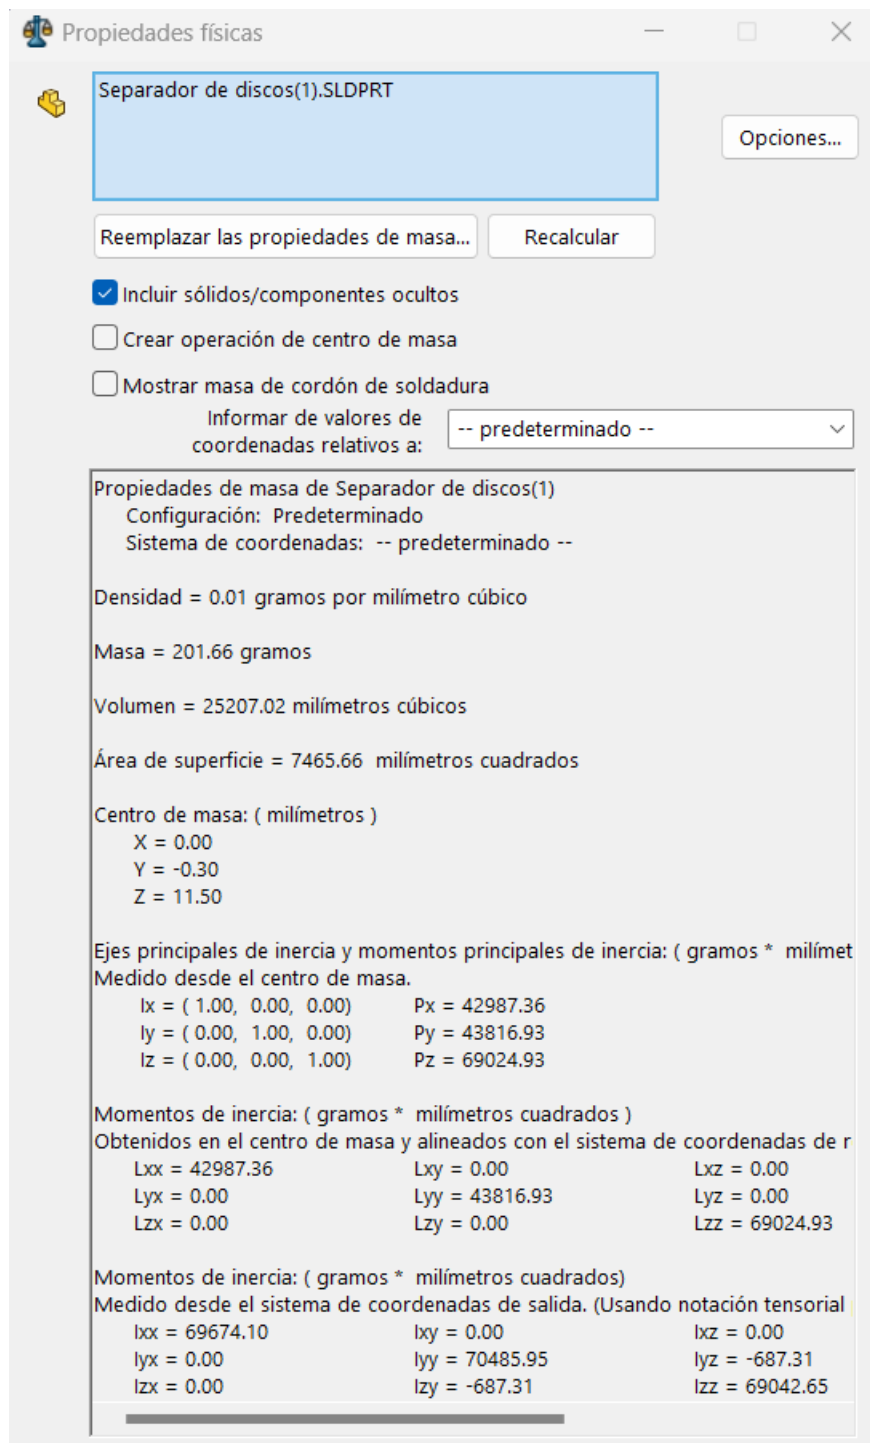 Propiedades físicas
Separador de discos(1).SLDPRT
Opciones...
Reemplazar las propiedades de masa...
Recalcular
Incluir sólidos/componentes ocultos
Crear operación de centro de masa
Mostrar masa de cordón de soldadura
Informar de valores de
coordenadas relativos a:
-- predeterminado --
Propiedades de masa de Separador de discos(1)
Configuración: Predeterminado
Sistema de coordenadas: -- predeterminado --
Densidad = 0.01 gramos por milímetro cúbico
Masa = 201.66 gramos
Volumen = 25207.02 milímetros cúbicos
Área de superficie = 7465.66 milímetros cuadrados
Centro de masa: ( milímetros )
X = 0.00
Y = -0.30
Z = 11.50
Ejes principales de inercia y momentos principales de inercia: ( gramos * milímet
Medido desde el centro de masa.
Ix = ( 1.00, 0.00, 0.00) Px = 42987.36
Iy = ( 0.00, 1.00, 0.00) Py = 43816.93
Iz = ( 0.00, 0.00, 1.00) Pz = 69024.93
Momentos de inercia: ( gramos * milímetros cuadrados )
Obtenidos en el centro de masa y alineados con el sistema de coordenadas de r
Lxx = 42987.36 Lxy = 0.00 Lxz = 0.00
Lyx = 0.00 Lyy = 43816.93 Lyz = 0.00
Lzx = 0.00 Lzy = 0.00 Lzz = 69024.93
Momentos de inercia: ( gramos * milímetros cuadrados)
Medido desde el sistema de coordenadas de salida. (Usando notación tensorial
Ixx = 69674.10 Ixy = 0.00 Ixz = 0.00
Iyx = 0.00 Iyy = 70485.95 Iyz = -687.31
Izx = 0.00 Izy = -687.31 Izz = 69042.65